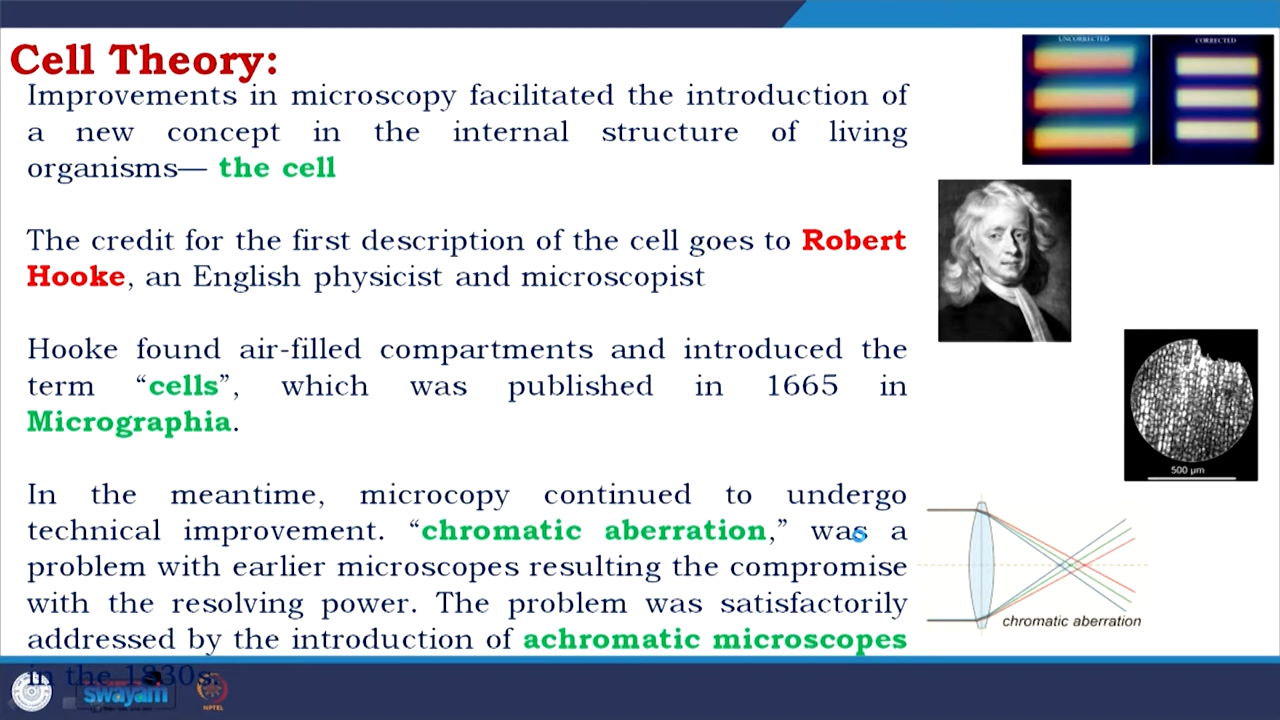 Cell Theory:
Improvements in microscopy facilitated the introduction of
a new concept in the internal structure of living
organisms— the cell
The credit for the first description of the cell goes to Robert
Hooke, an English physicist and microscopist
Hooke found air-filled compartments and introduced the
term “cells”, which was published in 1665 in
Micrographia.
In the meantime, microcopy continued to undergo
technical improvement. “chromatic aberration,” was a
problem with earlier microscopes resulting the compromise
with the resolving power. The problem was satisfactorily
addressed by the introduction of achromatic microscopes
in the 1830s.
UNCORRECTED
CORRECTED
500 µm
chromatic aberration
swayam
NPTEL